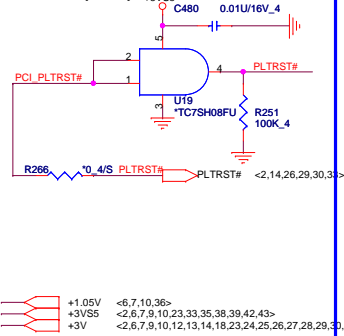 C480 0.01U/16V_4
5
2
PCI_PLTRST# 1
4 PLTRST#
3
U19
*TC7SH08FU
R251
100K_4
R266 *0_4/S PLTRST# PLTRST# <2,14,26,29,30,33>
+1.05V <6,7,10,36>
+3VS5 <2,6,7,9,10,23,33,35,38,39,42,43>
+3V <2,6,7,9,10,12,13,14,18,23,24,25,26,27,28,29,30,